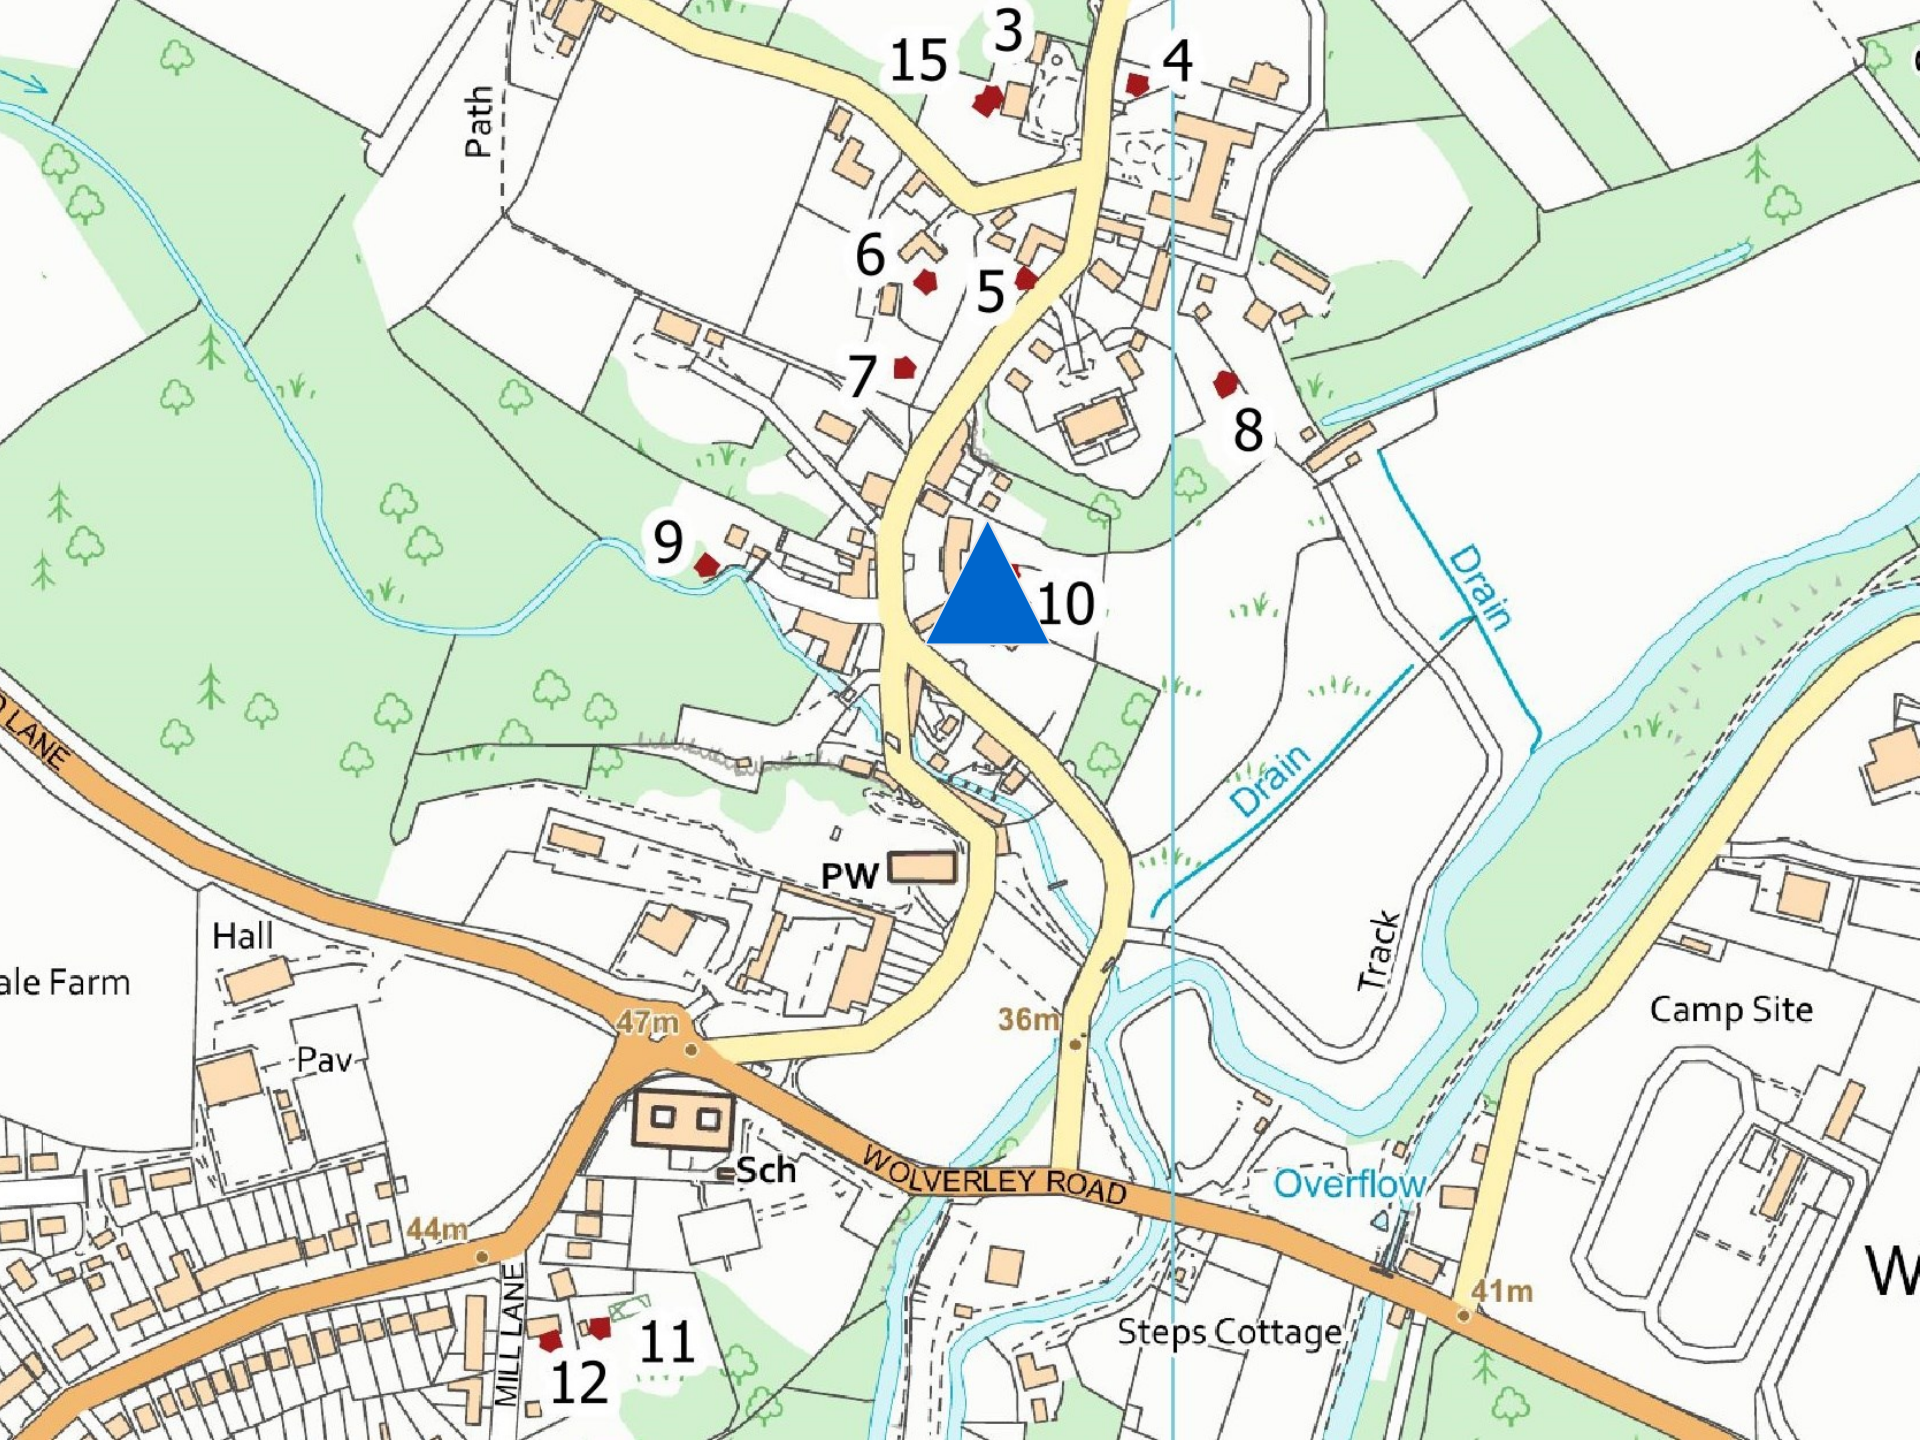 3
15
4
Path
6
5
7
8
9
10
Drain
Drain
LANE
PW
Hall
ale Farm
Track
Camp Site
47m
36m
Pav
Sch
WOLVERLEY ROAD
Overflow
44m
41m
W
MILL LANE
Steps Cottage
11
12